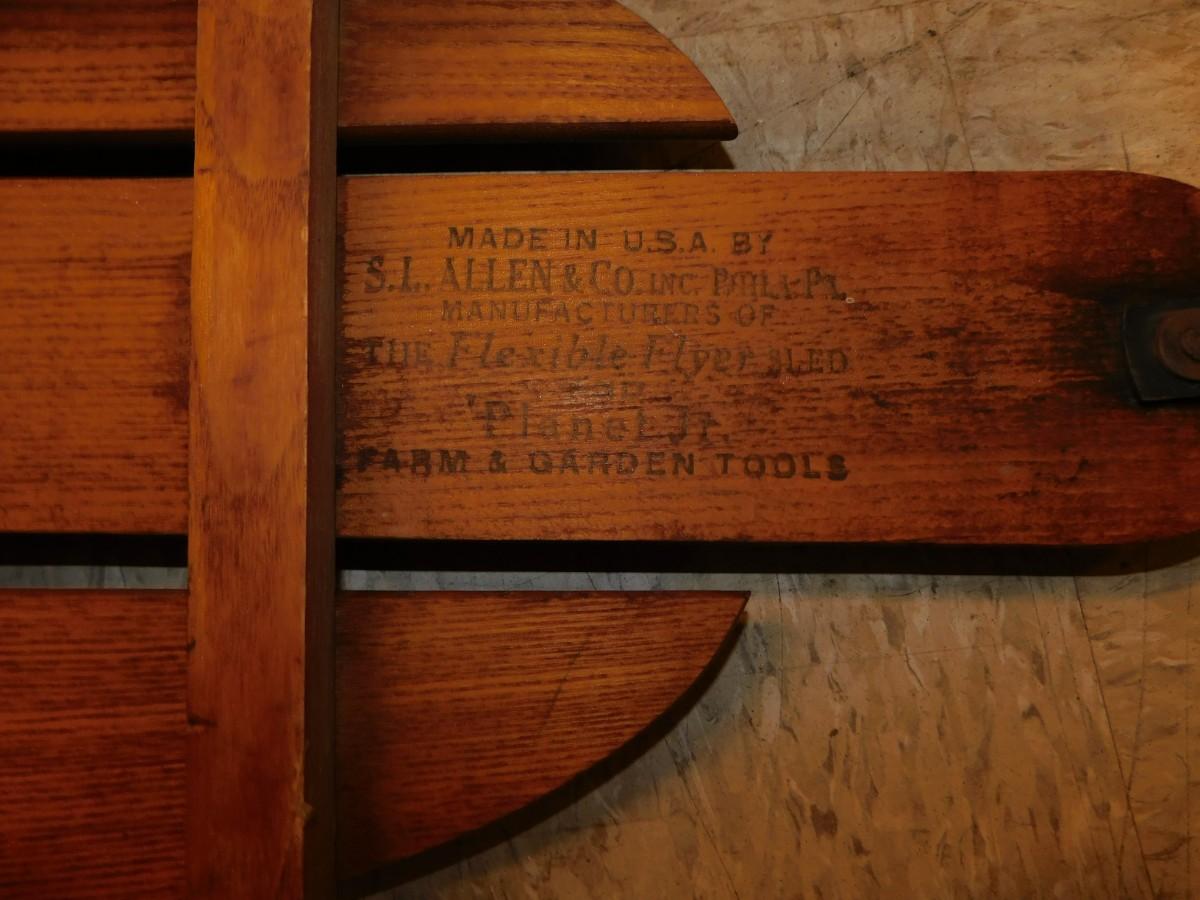 MADE IN U.S.A. BY
S.L. ALLEN & CO. INC. PHILA. PA.
MANUFACTURERS OF
THE Flexible Flyer SLED
AND
"Planet Jr.
FARM & GARDEN TOOLS